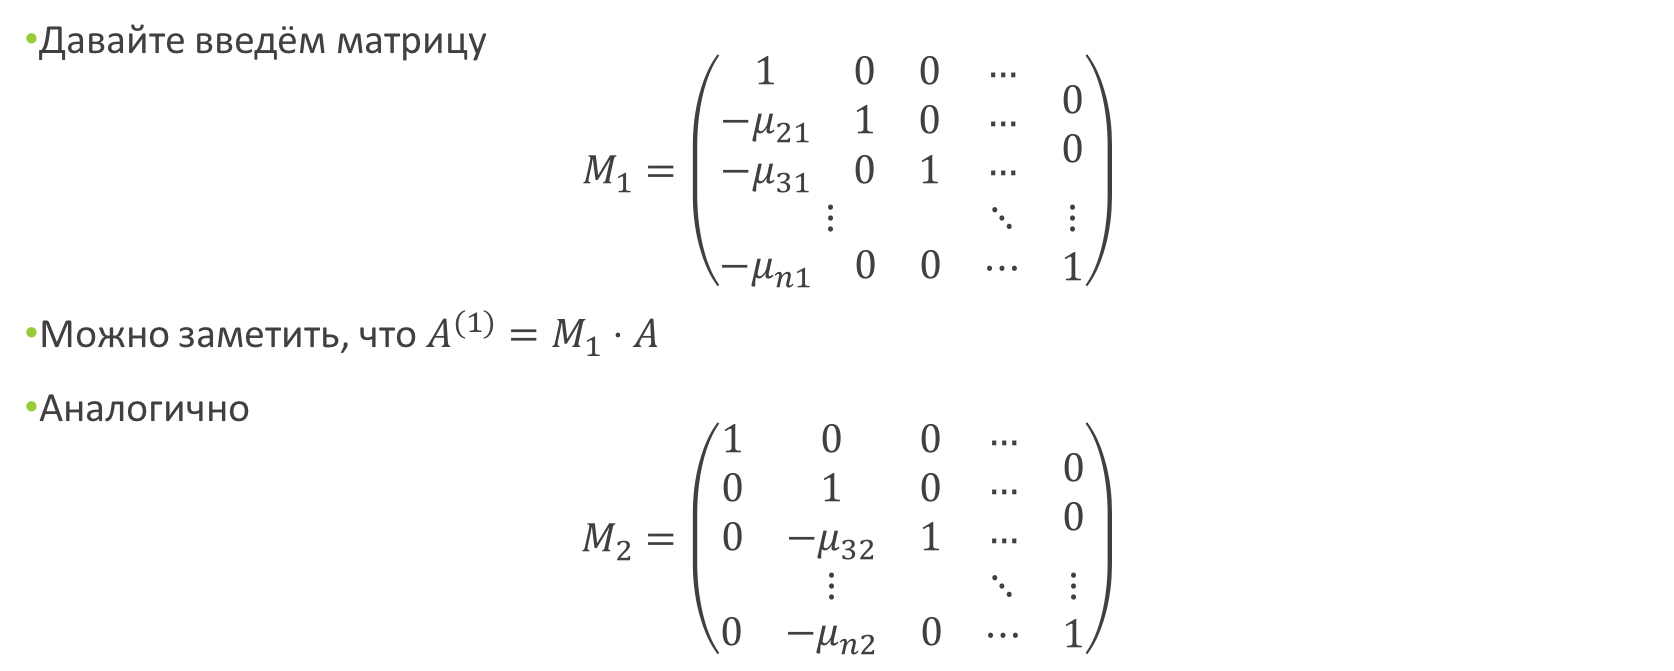 •Давайте введём матрицу
1 0 0 ⋯ 0
−μ₂₁ 1 0 ⋯ 0
M₁ = −μ₃₁ 0 1 ⋯
⋮ ⋱ ⋮
−μₙ₁ 0 0 ⋯ 1
•Можно заметить, что A⁽¹⁾ = M₁ · A
•Аналогично
1 0 0 ⋯ 0
0 1 0 ⋯ 0
M₂ = 0 −μ₃₂ 1 ⋯
⋮ ⋱ ⋮
0 −μₙ₂ 0 ⋯ 1